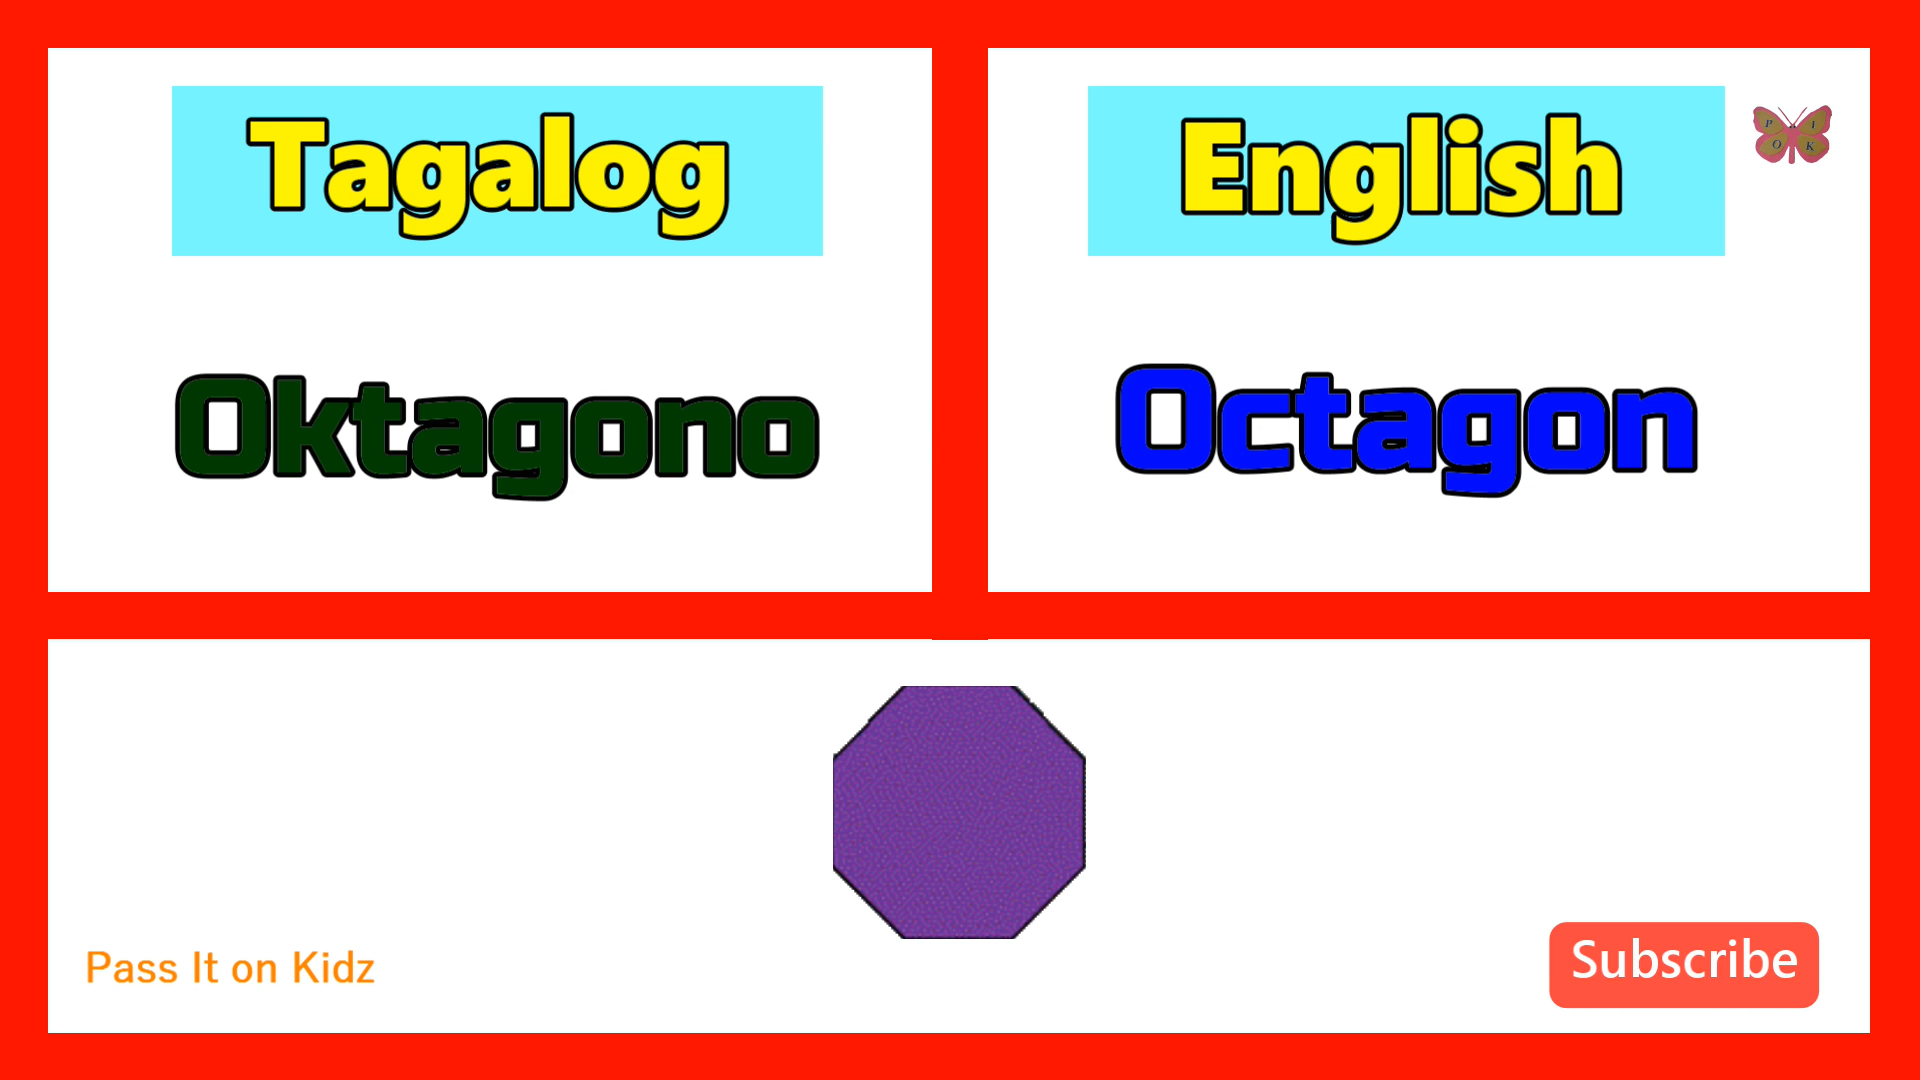 Tagalog
English
P I
O K
Oktagono
Octagon
Pass It on Kidz
Subscribe